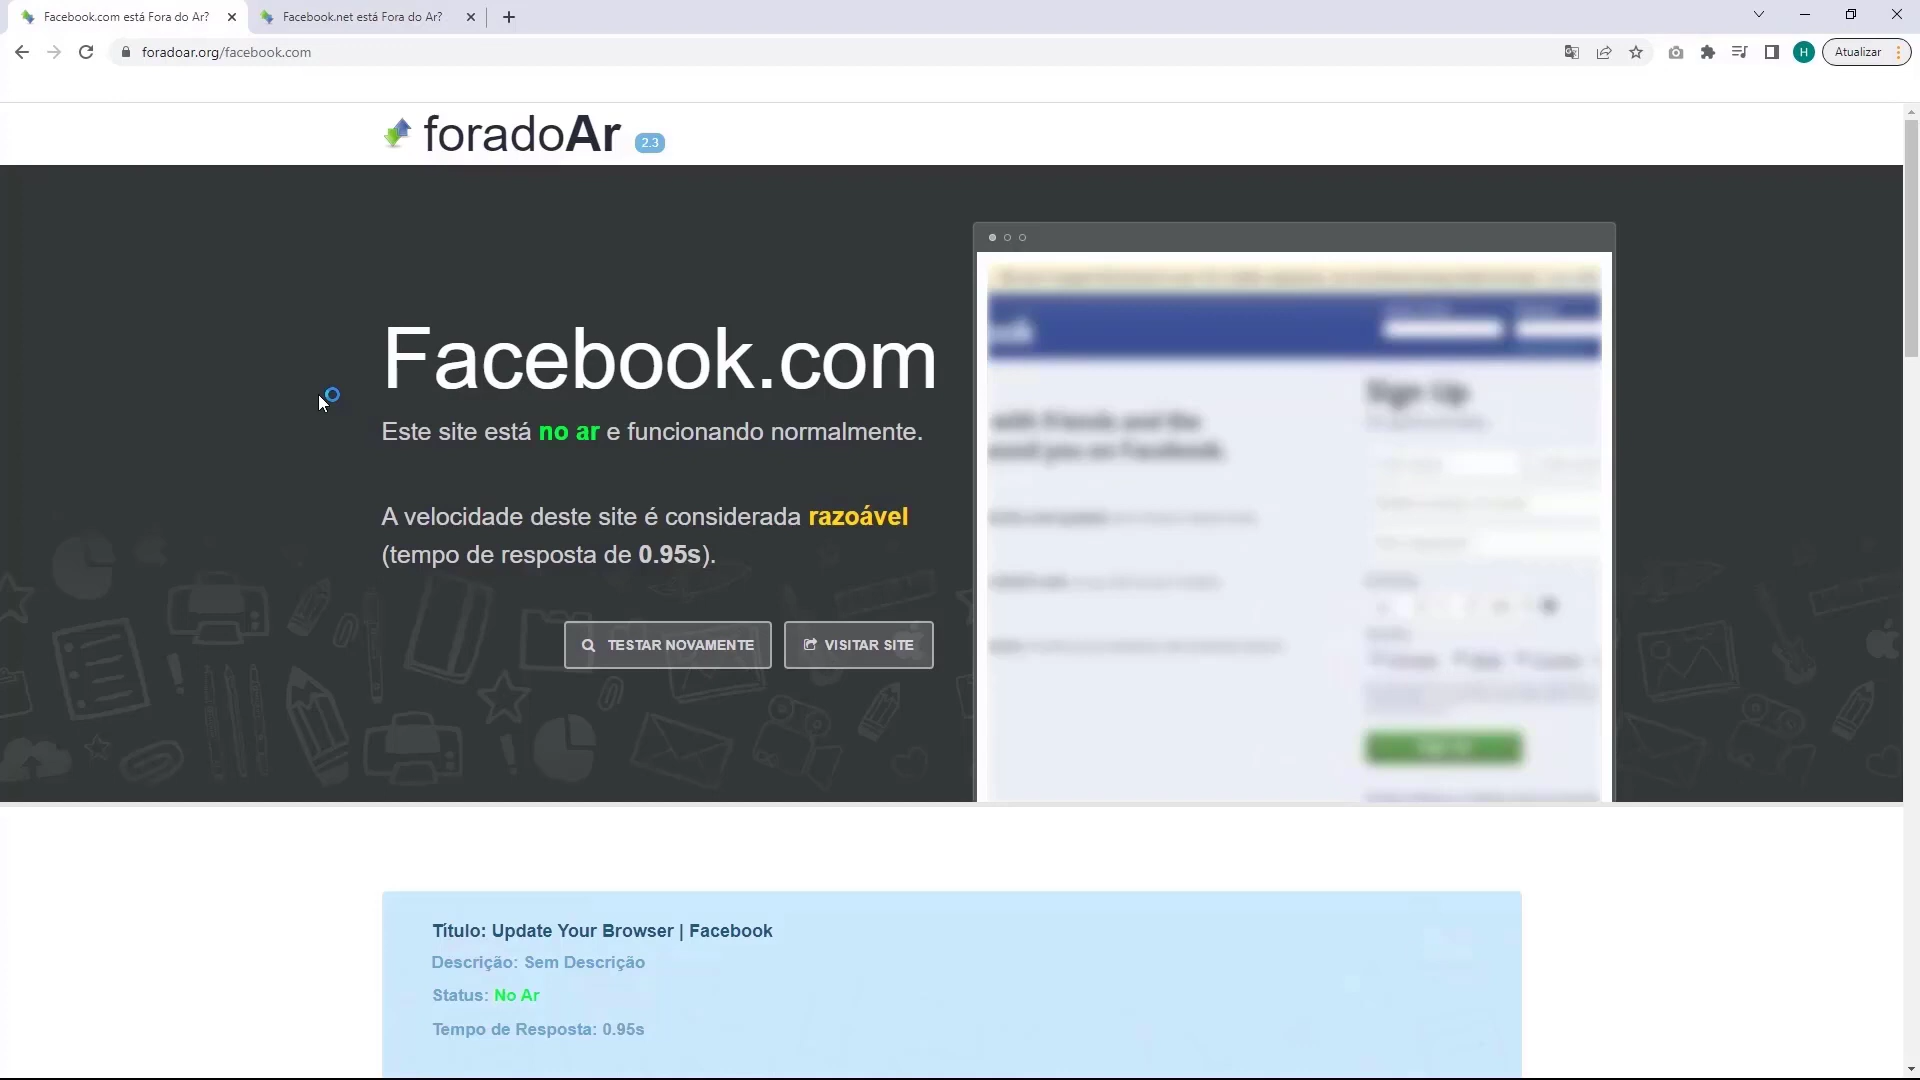 Facebook.com está Fora do Ar?
Facebook.net está Fora do Ar?
foradoar.org/facebook.com
H
Atualizar
foradoAr 2.3
Facebook.com
Este site está no ar e funcionando normalmente.
A velocidade deste site é considerada razoável
(tempo de resposta de 0.95s).
TESTAR NOVAMENTE
VISITAR SITE
Sign Up
Título: Update Your Browser | Facebook
Descrição: Sem Descrição
Status: No Ar
Tempo de Resposta: 0.95s